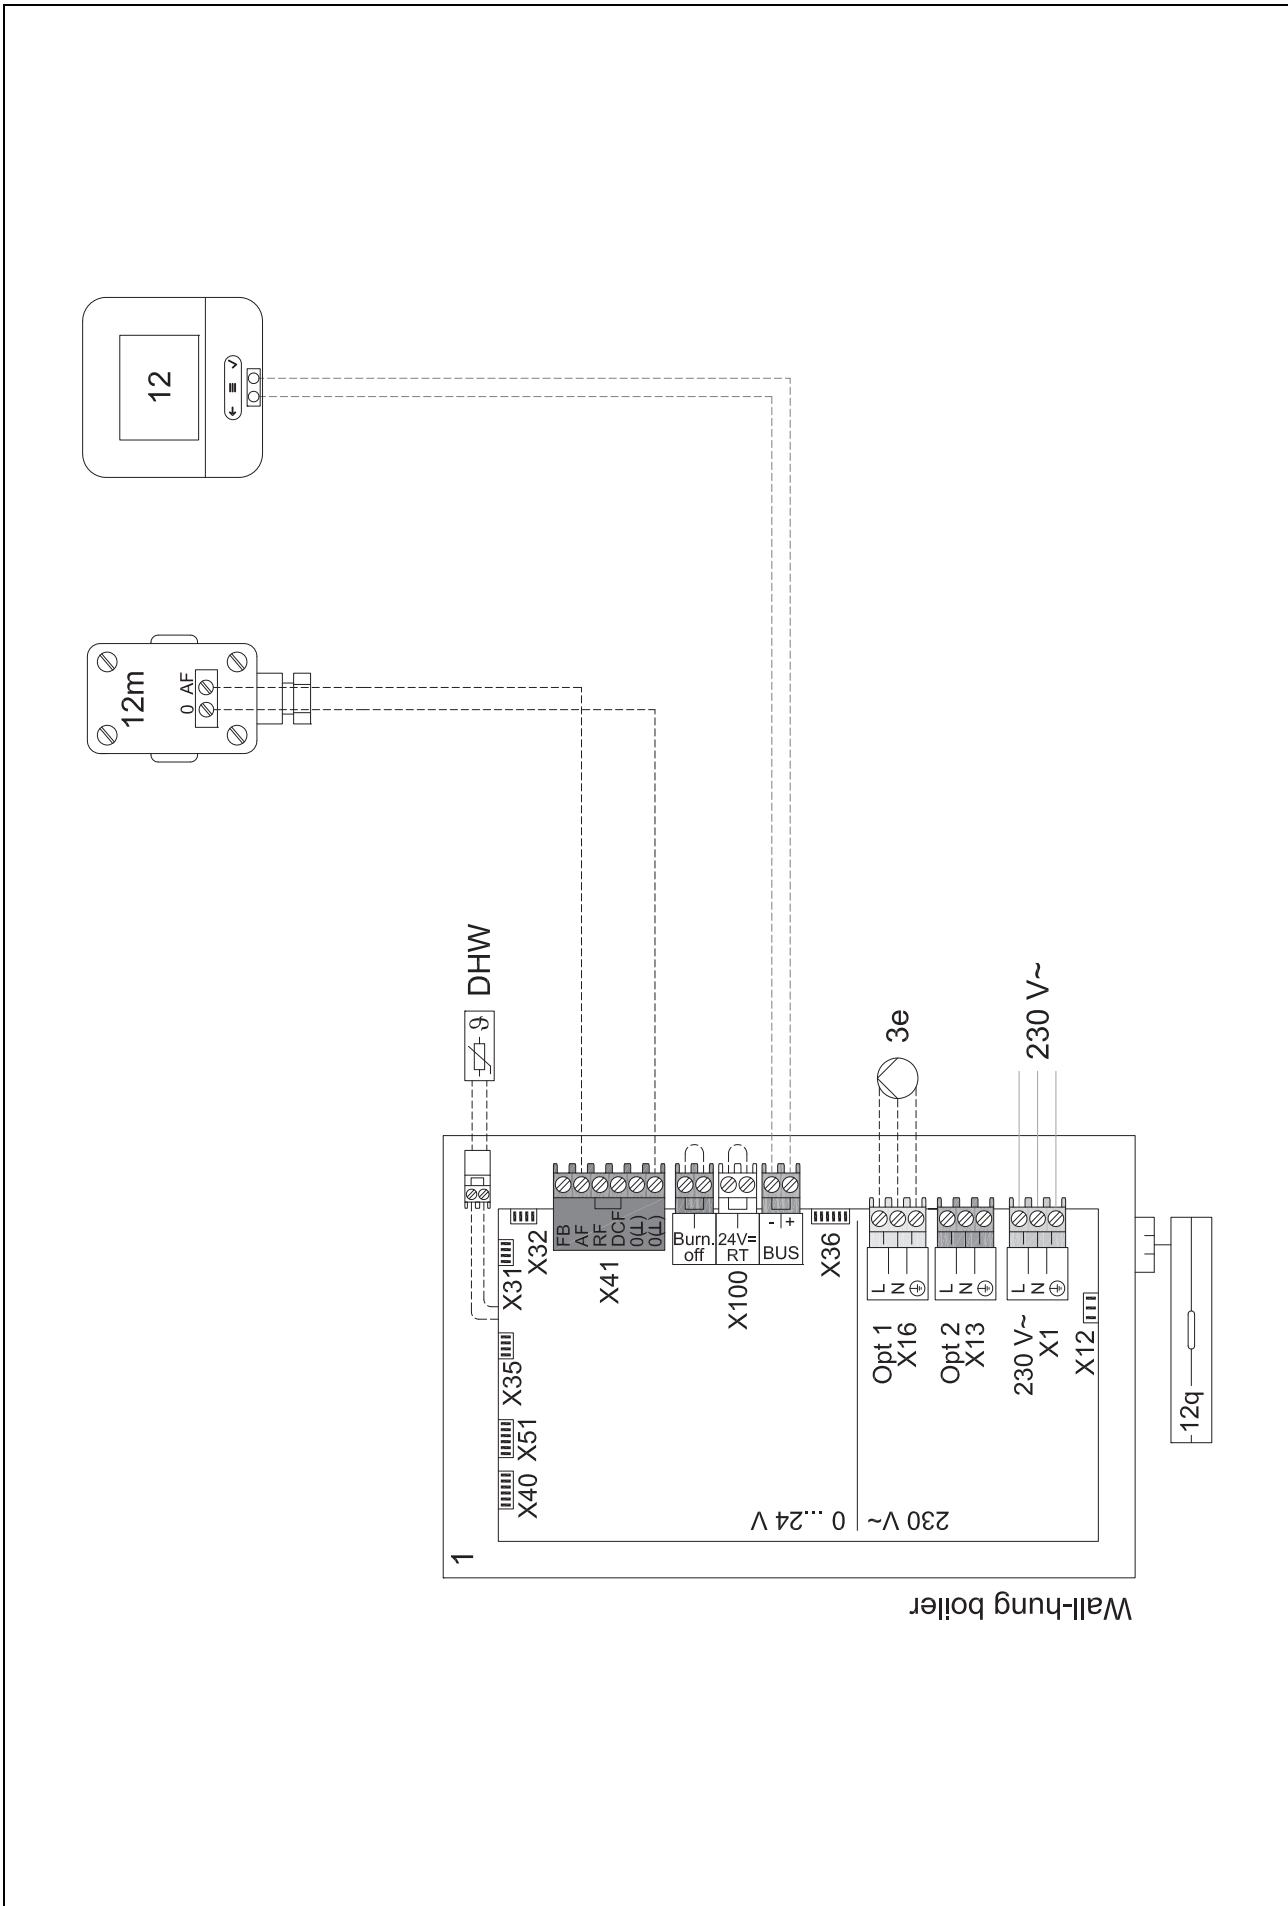 12
12m
0 AF
DHW
ϑ
3e
230 V~
1
X31
X32
X35
X51
X40
FB
AF
RF
DCF
0(⊥)
0(⊥)
X41
Burn.
off
24V=
RT
X100
- +
BUS
X36
L
N
Opt 1
X16
L
N
Opt 2
X13
L
N
230 V~
X1
X12
230 V~ | 0 ...24 V
12q
Wall-hung boiler